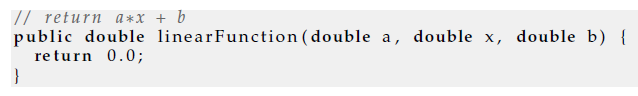 // return a*x + b
public double linearFunction(double a, double x, double b) {
  return 0.0;
}